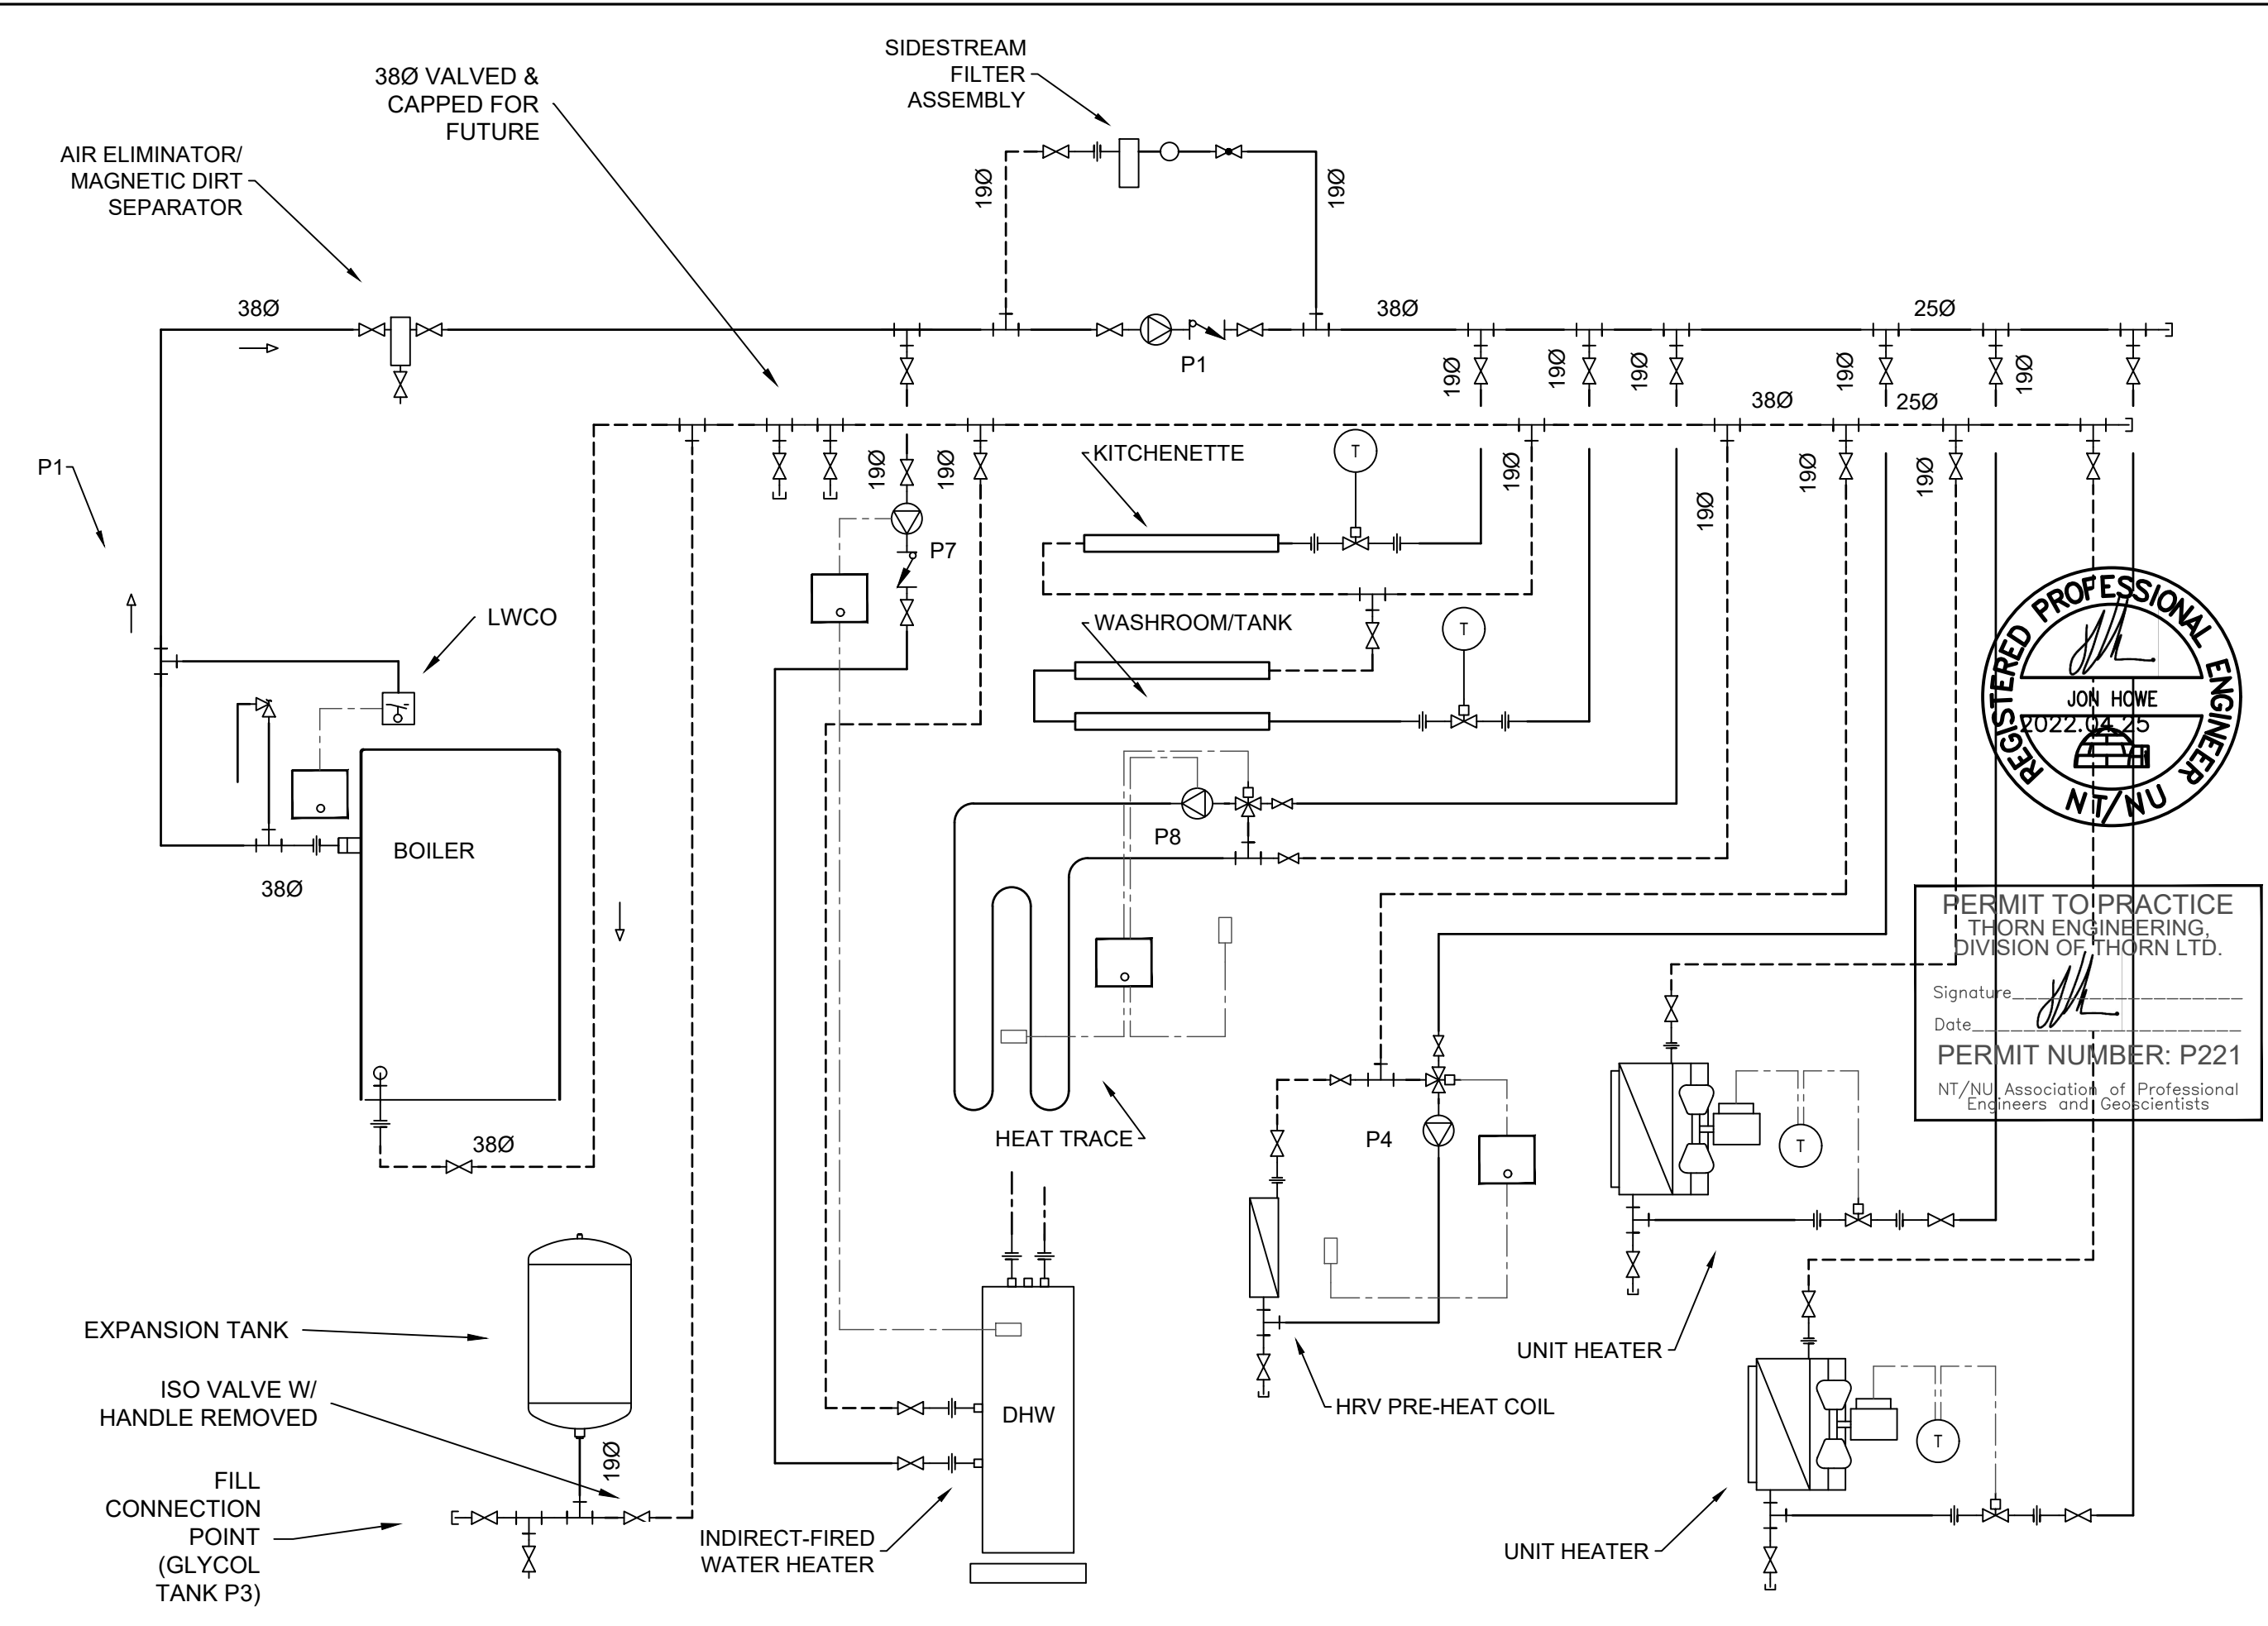 SIDESTREAM
FILTER
ASSEMBLY
38Ø VALVED &
CAPPED FOR
FUTURE
AIR ELIMINATOR/
MAGNETIC DIRT
SEPARATOR
19Ø
19Ø
38Ø
38Ø
25Ø
P1
19Ø
19Ø
19Ø
19Ø
19Ø
38Ø
25Ø
P1
19Ø
19Ø
KITCHENETTE
T
19Ø
19Ø
19Ø
19Ø
P7
LWCO
WASHROOM/TANK
T
REGISTERED PROFESSIONAL ENGINEER
JON HOWE
2022.04.25
NT/NU
BOILER
38Ø
P8
PERMIT TO PRACTICE
THORN ENGINEERING,
DIVISION OF THORN LTD.
Signature
Date
PERMIT NUMBER: P221
NT/NU Association of Professional
Engineers and Geoscientists
38Ø
HEAT TRACE
P4
T
EXPANSION TANK
UNIT HEATER
ISO VALVE W/
HANDLE REMOVED
DHW
HRV PRE-HEAT COIL
T
19Ø
FILL
CONNECTION
POINT
(GLYCOL
TANK P3)
INDIRECT-FIRED
WATER HEATER
UNIT HEATER